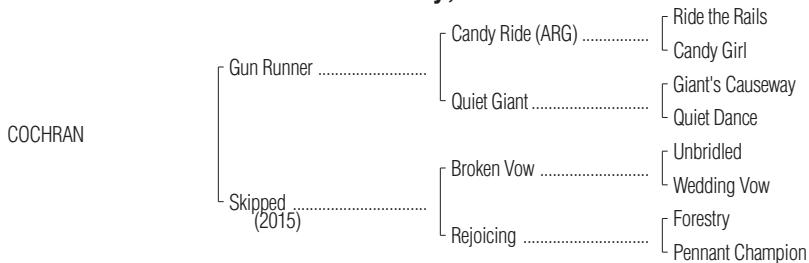 Ride the Rails
Candy Ride (ARG) ................
Candy Girl
Gun Runner ..........................
Giant's Causeway
Quiet Giant ............................
Quiet Dance
COCHRAN
Unbridled
Broken Vow ..........................
Wedding Vow
Skipped ................................
(2015)
Forestry
Rejoicing ..............................
Pennant Champion